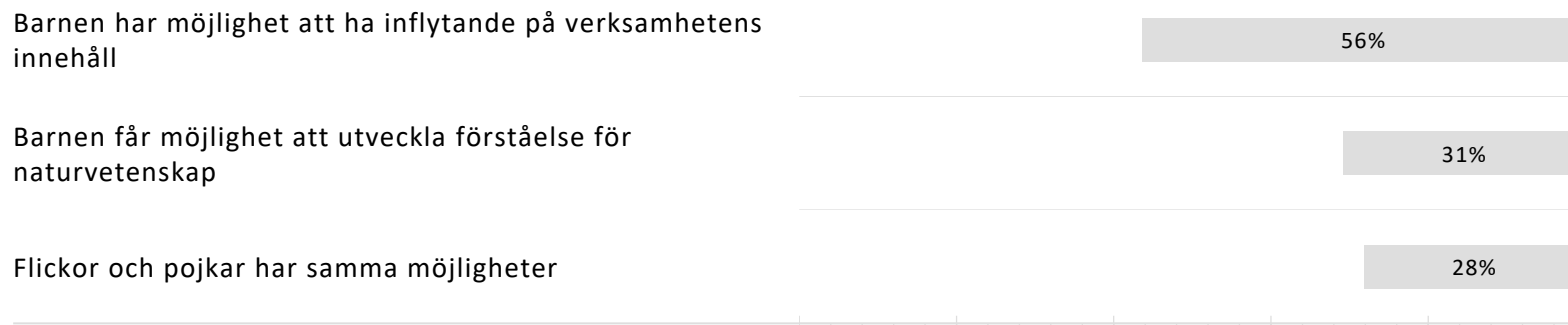 Barnen har möjlighet att ha inflytande på verksamhetens
innehåll
56%
Barnen får möjlighet att utveckla förståelse för
naturvetenskap
31%
Flickor och pojkar har samma möjligheter
28%